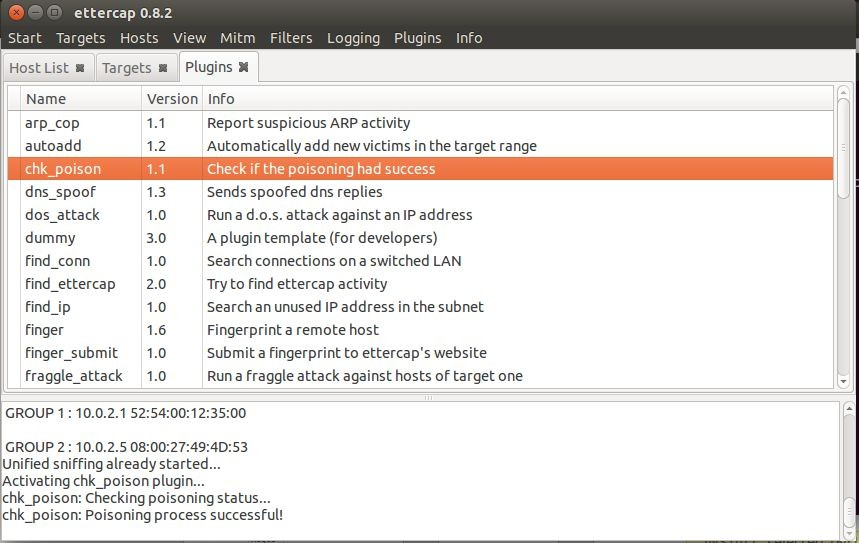 ettercap 0.8.2
Start Targets Hosts View Mitm Filters Logging Plugins Info
Host List Targets Plugins
Name Version Info
arp_cop 1.1 Report suspicious ARP activity
autoadd 1.2 Automatically add new victims in the target range
chk_poison 1.1 Check if the poisoning had success
dns_spoof 1.3 Sends spoofed dns replies
dos_attack 1.0 Run a d.o.s. attack against an IP address
dummy 3.0 A plugin template (for developers)
find_conn 1.0 Search connections on a switched LAN
find_ettercap 2.0 Try to find ettercap activity
find_ip 1.0 Search an unused IP address in the subnet
finger 1.6 Fingerprint a remote host
finger_submit 1.0 Submit a fingerprint to ettercap's website
fraggle_attack 1.0 Run a fraggle attack against hosts of target one
GROUP 1 : 10.0.2.1 52:54:00:12:35:00
GROUP 2 : 10.0.2.5 08:00:27:49:4D:53
Unified sniffing already started...
Activating chk_poison plugin...
chk_poison: Checking poisoning status...
chk_poison: Poisoning process successful!